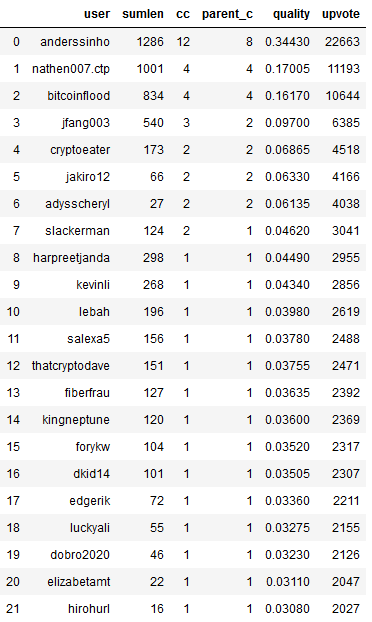 user sumlen cc parent_c quality upvote
0 anderssinho 1286 12 8 0.34430 22663
1 nathen007.ctp 1001 4 4 0.17005 11193
2 bitcoinflood 834 4 4 0.16170 10644
3 jfang003 540 3 2 0.09700 6385
4 cryptoeater 173 2 2 0.06865 4518
5 jakiro12 66 2 2 0.06330 4166
6 adysscheryl 27 2 2 0.06135 4038
7 slackerman 124 2 1 0.04620 3041
8 harpreetjanda 298 1 1 0.04490 2955
9 kevinli 268 1 1 0.04340 2856
10 lebah 196 1 1 0.03980 2619
11 salexa5 156 1 1 0.03780 2488
12 thatcryptodave 151 1 1 0.03755 2471
13 fiberfrau 127 1 1 0.03635 2392
14 kingneptune 120 1 1 0.03600 2369
15 forykw 104 1 1 0.03520 2317
16 dkid14 101 1 1 0.03505 2307
17 edgerik 72 1 1 0.03360 2211
18 luckyali 55 1 1 0.03275 2155
19 dobro2020 46 1 1 0.03230 2126
20 elizabetamt 22 1 1 0.03110 2047
21 hirohurl 16 1 1 0.03080 2027